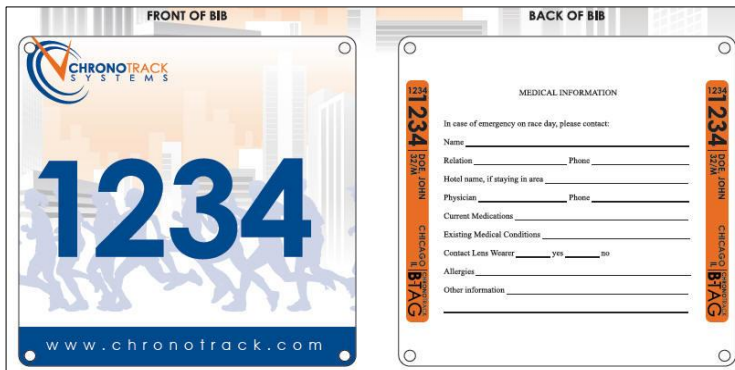 FRONT OF BIB
CHRONOTRACK
SYSTEMS
1234
www.chronotrack.com
BACK OF BIB
1234
1234
DOE JOHN
32/M
CHICAGO
IL
CHRONOTRACK
B-TAG
MEDICAL INFORMATION
In case of emergency on race day, please contact:
Name
Relation Phone
Hotel name, if staying in area
Physician Phone
Current Medications
Existing Medical Conditions
Contact Lens Wearer yes no
Allergies
Other information
1234
1234
DOE JOHN
32/M
CHICAGO
IL
CHRONOTRACK
B-TAG